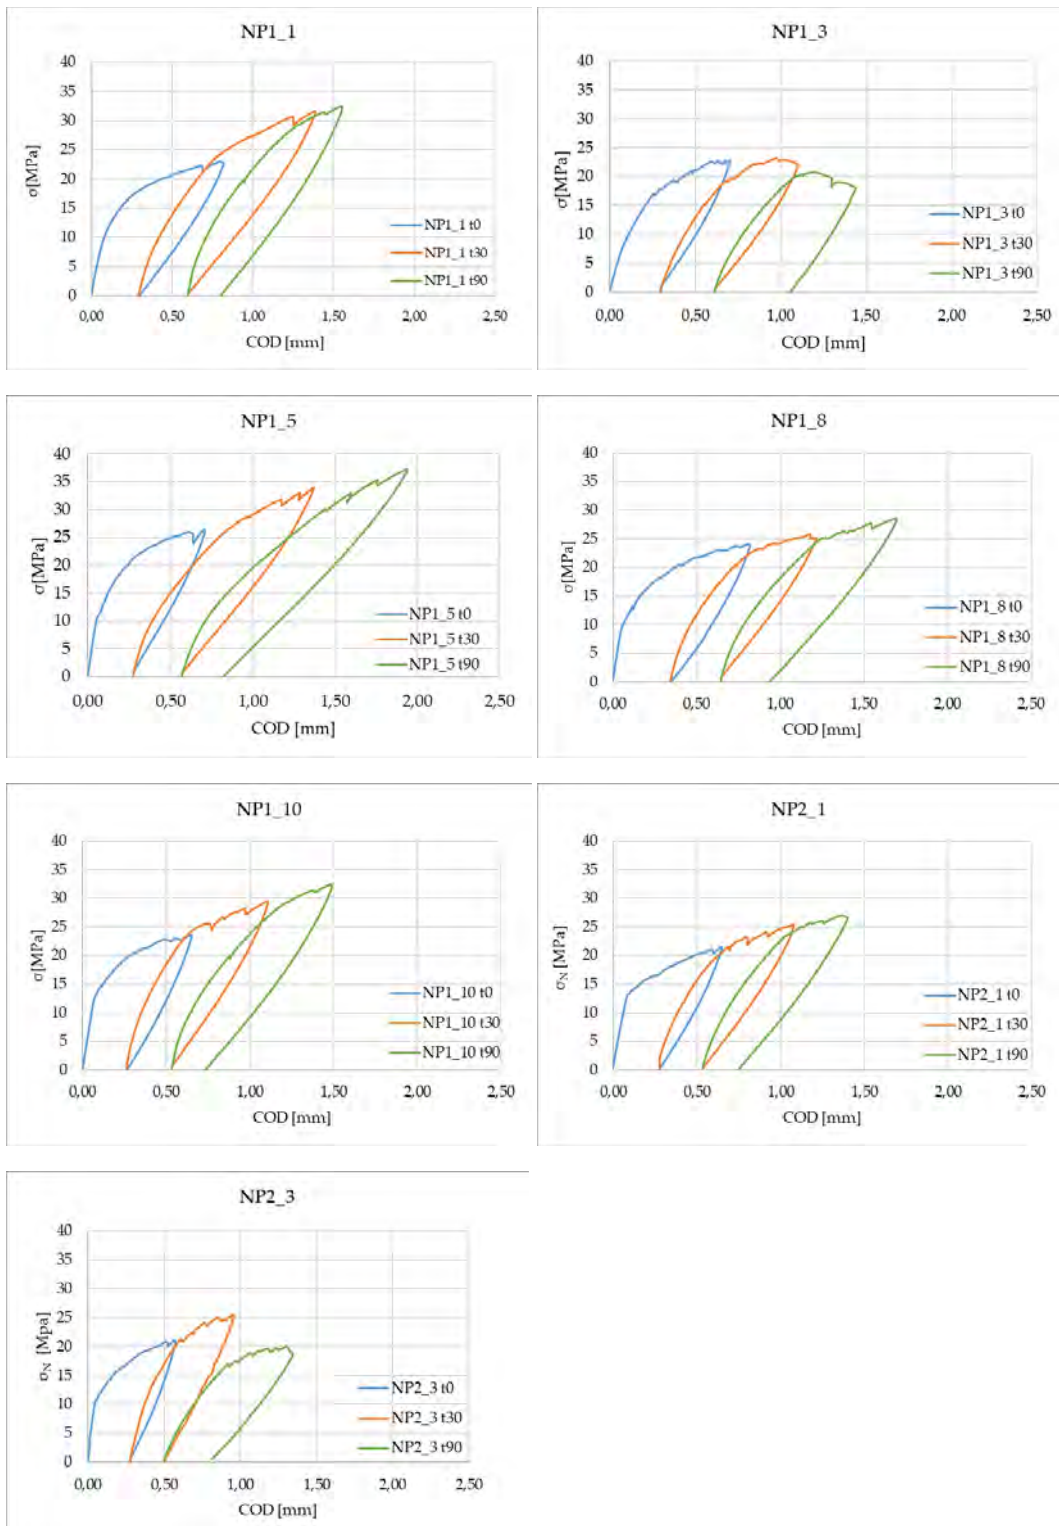 NP1_1
40
35
30
25
20
15
10
5
0
σ[MPa]
NP1_1 t0
NP1_1 t30
NP1_1 t90
0,00 0,50 1,00 1,50 2,00 2,50
COD [mm]
NP1_3
40
35
30
25
20
15
10
5
0
σ[MPa]
NP1_3 t0
NP1_3 t30
NP1_3 t90
0,00 0,50 1,00 1,50 2,00 2,50
COD [mm]
NP1_5
40
35
30
25
20
15
10
5
0
σ[MPa]
NP1_5 t0
NP1_5 t30
NP1_5 t90
0,00 0,50 1,00 1,50 2,00 2,50
COD [mm]
NP1_8
40
35
30
25
20
15
10
5
0
σ[MPa]
NP1_8 t0
NP1_8 t30
NP1_8 t90
0,00 0,50 1,00 1,50 2,00 2,50
COD [mm]
NP1_10
40
35
30
25
20
15
10
5
0
σ[MPa]
NP1_10 t0
NP1_10 t30
NP1_10 t90
0,00 0,50 1,00 1,50 2,00 2,50
COD [mm]
NP2_1
40
35
30
25
20
15
10
5
0
σN [MPa]
NP2_1 t0
NP2_1 t30
NP2_1 t90
0,00 0,50 1,00 1,50 2,00 2,50
COD [mm]
NP2_3
40
35
30
25
20
15
10
5
0
σN [Mpa]
NP2_3 t0
NP2_3 t30
NP2_3 t90
0,00 0,50 1,00 1,50 2,00 2,50
COD [mm]